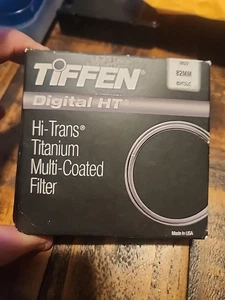 TIFFEN
82MM
Digital HT
Hi-Trans®
Titanium
Multi-Coated
Filter
Made in USA